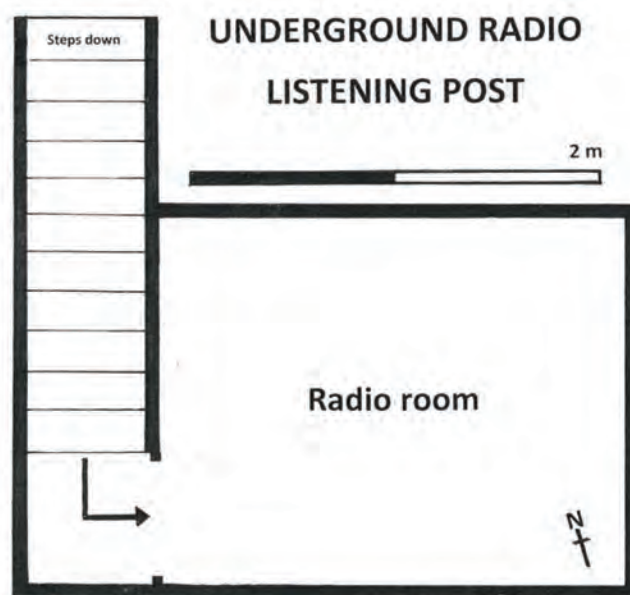 Steps down
UNDERGROUND RADIO
LISTENING POST
2 m
Radio room
N